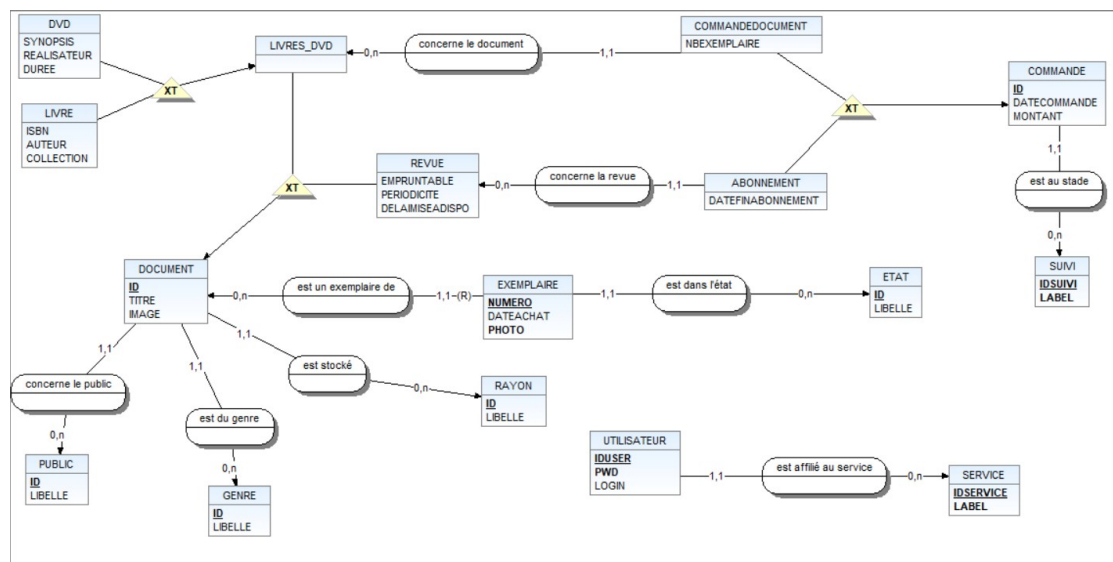 DVD
SYNOPSIS
REALISATEUR
DUREE
LIVRES_DVD
0,n
concerne le document
1,1
COMMANDEDOCUMENT
NBEXEMPLAIRE
XT
LIVRE
ISBN
AUTEUR
COLLECTION
XT
COMMANDE
ID
DATECOMMANDE
MONTANT
1,1
est au stade
0,n
SUIVI
IDSUIVI
LABEL
XT
REVUE
EMPRUNTABLE
PERIODICITE
DELAIMISEADISPO
0,n
concerne la revue
1,1
ABONNEMENT
DATEFINABONNEMENT
DOCUMENT
ID
TITRE
IMAGE
0,n
est un exemplaire de
1,1-(R)
EXEMPLAIRE
NUMERO
DATEACHAT
PHOTO
1,1
est dans l'état
0,n
ETAT
ID
LIBELLE
1,1
concerne le public
0,n
PUBLIC
ID
LIBELLE
1,1
est du genre
0,n
GENRE
ID
LIBELLE
1,1
est stocké
0,n
RAYON
ID
LIBELLE
UTILISATEUR
IDUSER
PWD
LOGIN
1,1
est affilié au service
0,n
SERVICE
IDSERVICE
LABEL